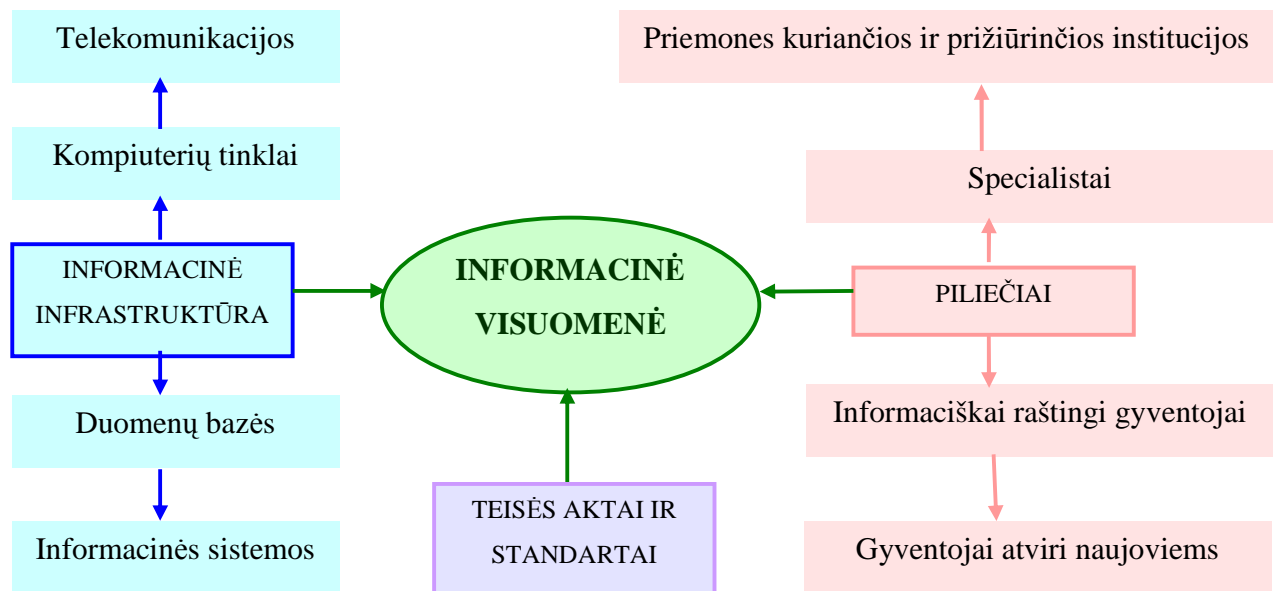 Telekomunikacijos
Kompiuterių tinklai
INFORMACINĖ
INFRASTRUKTŪRA
Duomenų bazės
Informacinės sistemos
INFORMACINĖ
VISUOMENĖ
TEISĖS AKTAI IR
STANDARTAI
Priemones kuriančios ir prižiūrinčios institucijos
Specialistai
PILIEČIAI
Informaciškai raštingi gyventojai
Gyventojai atviri naujoviems